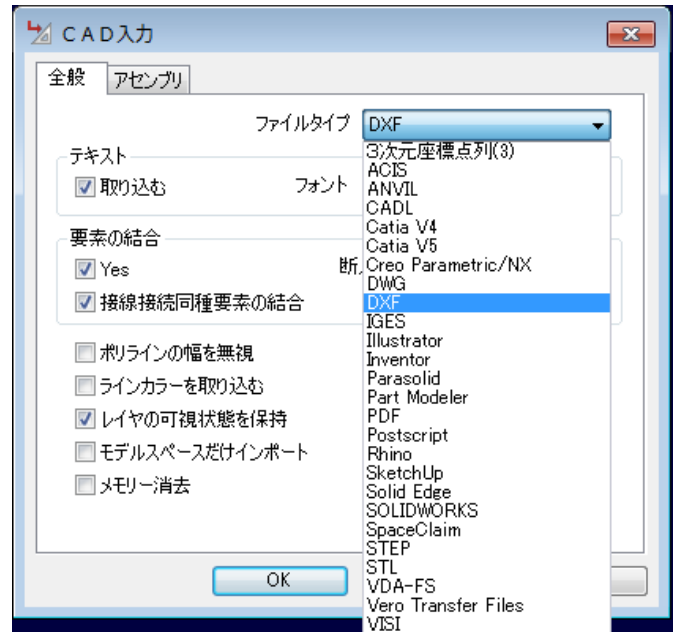 CAD入力
全般
アセンブリ
ファイルタイプ
DXF
テキスト
取り込む
フォント
要素の結合
Yes
断
接線接続同種要素の結合
ポリラインの幅を無視
ラインカラーを取り込む
レイヤの可視状態を保持
モデルスペースだけインポート
メモリー消去
OK
3次元座標点列(3)
ACIS
ANVIL
CADL
Catia V4
Catia V5
Creo Parametric/NX
DWG
DXF
IGES
Illustrator
Inventor
Parasolid
Part Modeler
PDF
Postscript
Rhino
SketchUp
Solid Edge
SOLIDWORKS
SpaceClaim
STEP
STL
VDA-FS
Vero Transfer Files
VISI